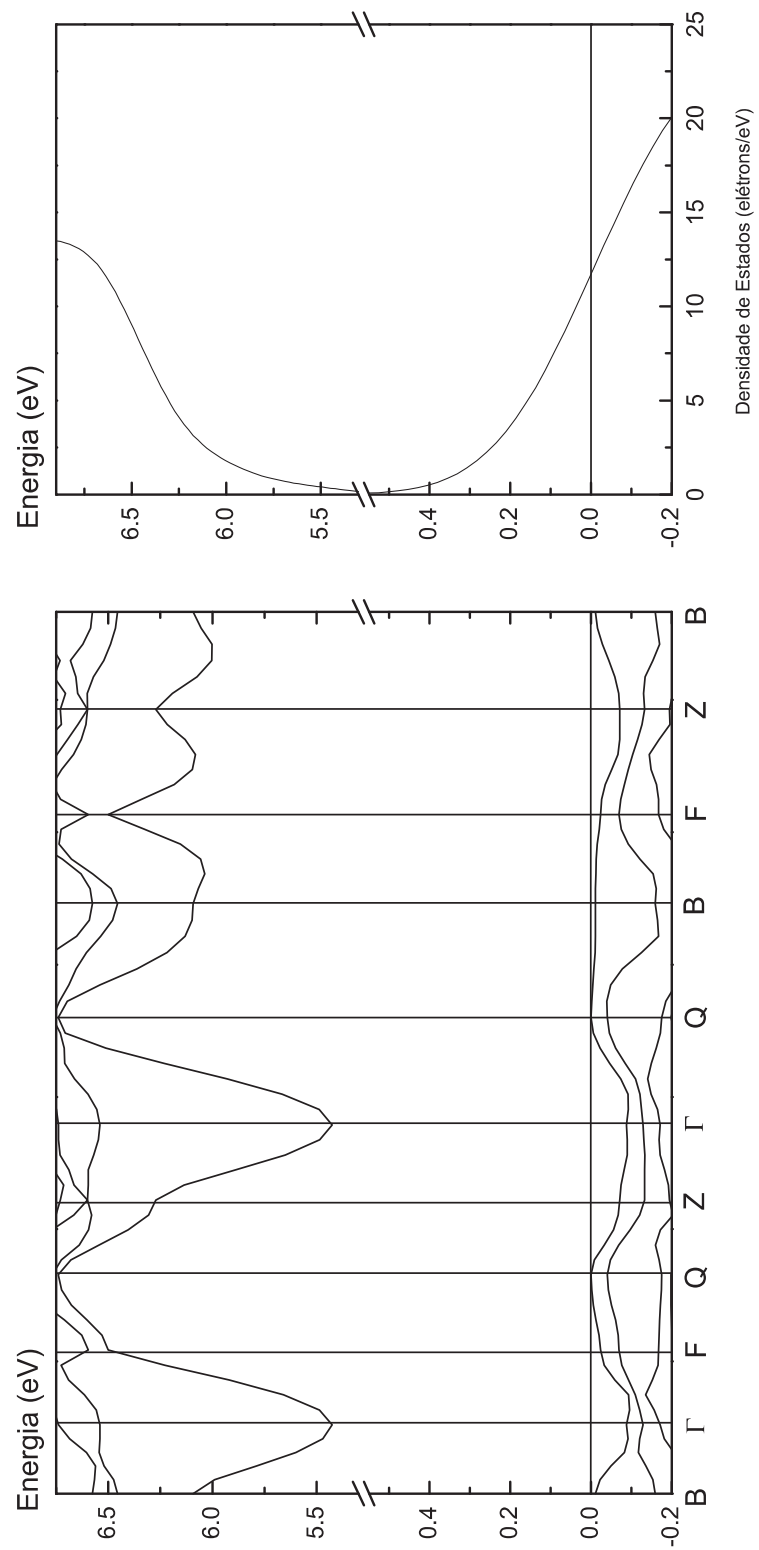 Energia (eV)
6.5
6.0
5.5
0.4
0.2
0.0
-0.2
B
Γ
F
Q
Z
Γ
Q
B
F
Z
B
Energia (eV)
6.5
6.0
5.5
0.4
0.2
0.0
-0.2
0
5
10
15
20
25
Densidade de Estados (elétrons/eV)